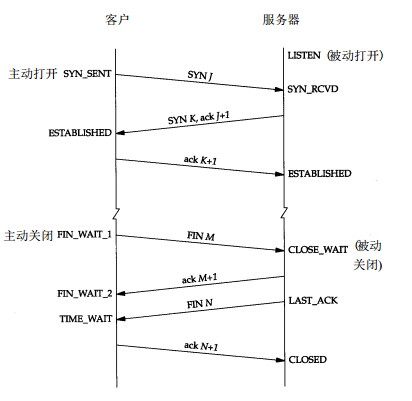 客户 服务器
LISTEN (被动打开)
主动打开 SYN_SENT
SYN J
SYN_RCVD
SYN K, ack J+1
ESTABLISHED
ack K+1
ESTABLISHED
主动关闭 FIN_WAIT_1
FIN M
CLOSE_WAIT (被动
关闭)
ack M+1
FIN_WAIT_2
FIN N
LAST_ACK
TIME_WAIT
ack N+1
CLOSED